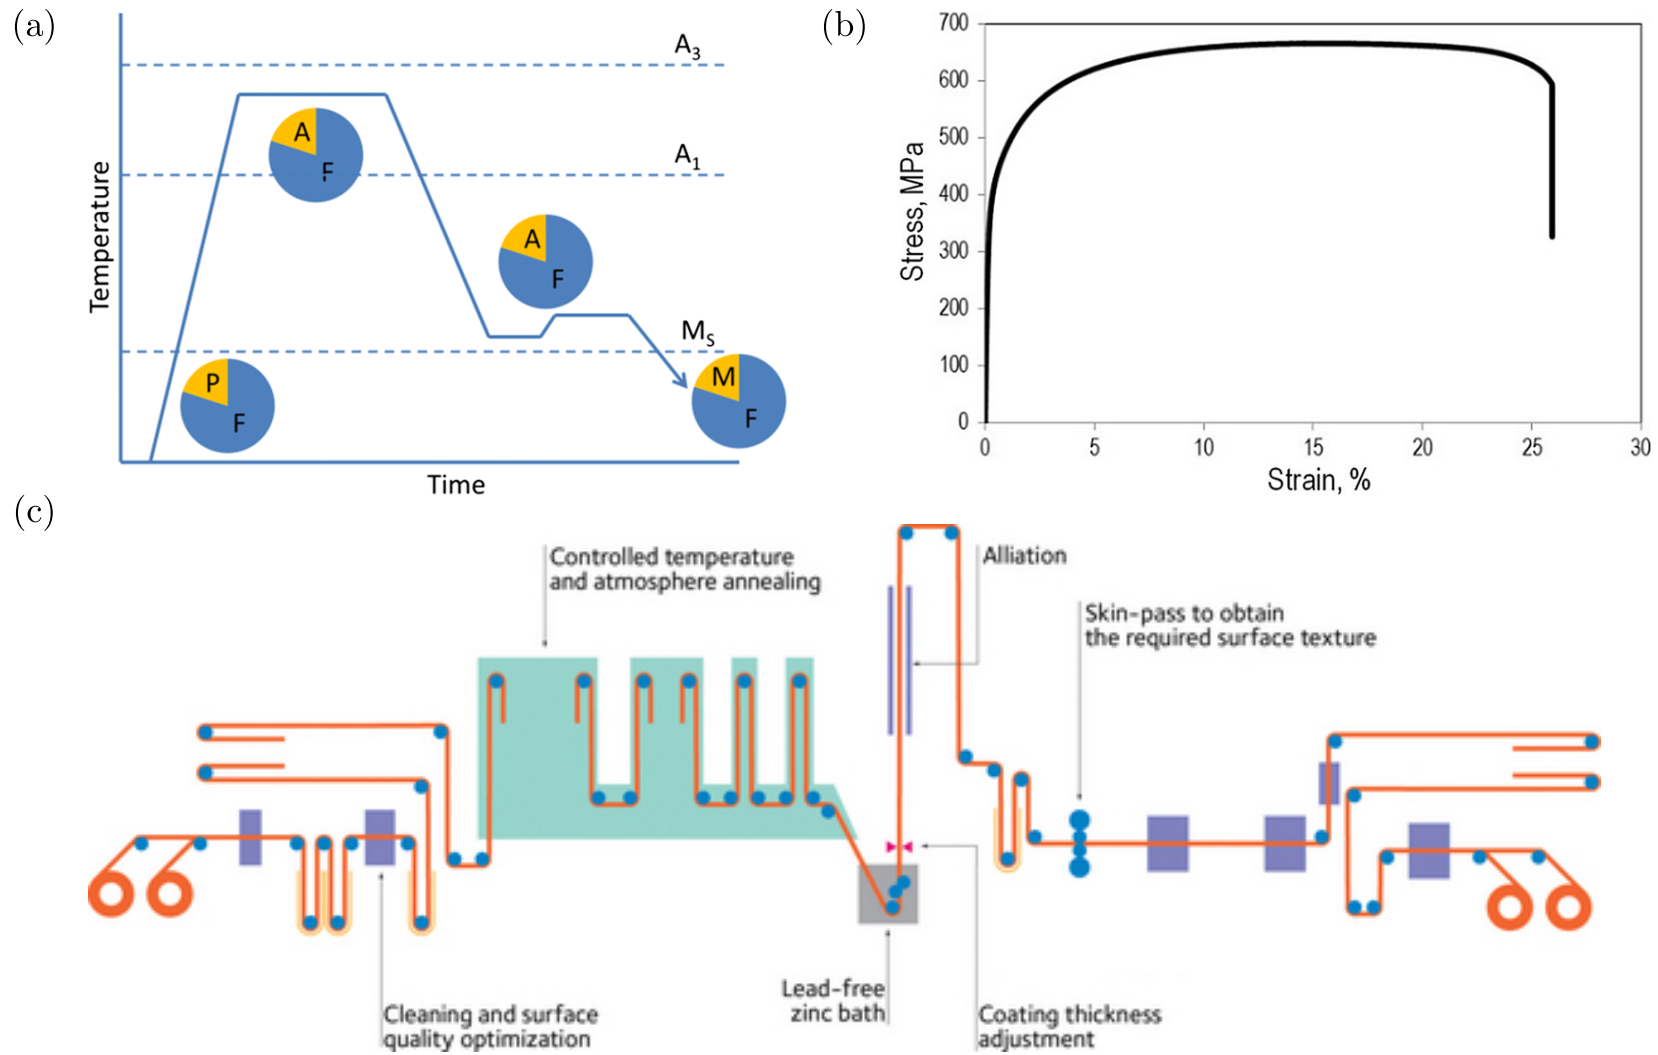 (a)
A3
A1
MS
Temperature
Time
A
F
A
F
P
F
M
F
(b)
700
600
500
400
300
200
100
0
0
5
10
15
20
25
30
Stress, MPa
Strain, %
(c)
Controlled temperature
and atmosphere annealing
Alliation
Skin-pass to obtain
the required surface texture
Cleaning and surface
quality optimization
Lead-free
zinc bath
Coating thickness
adjustment